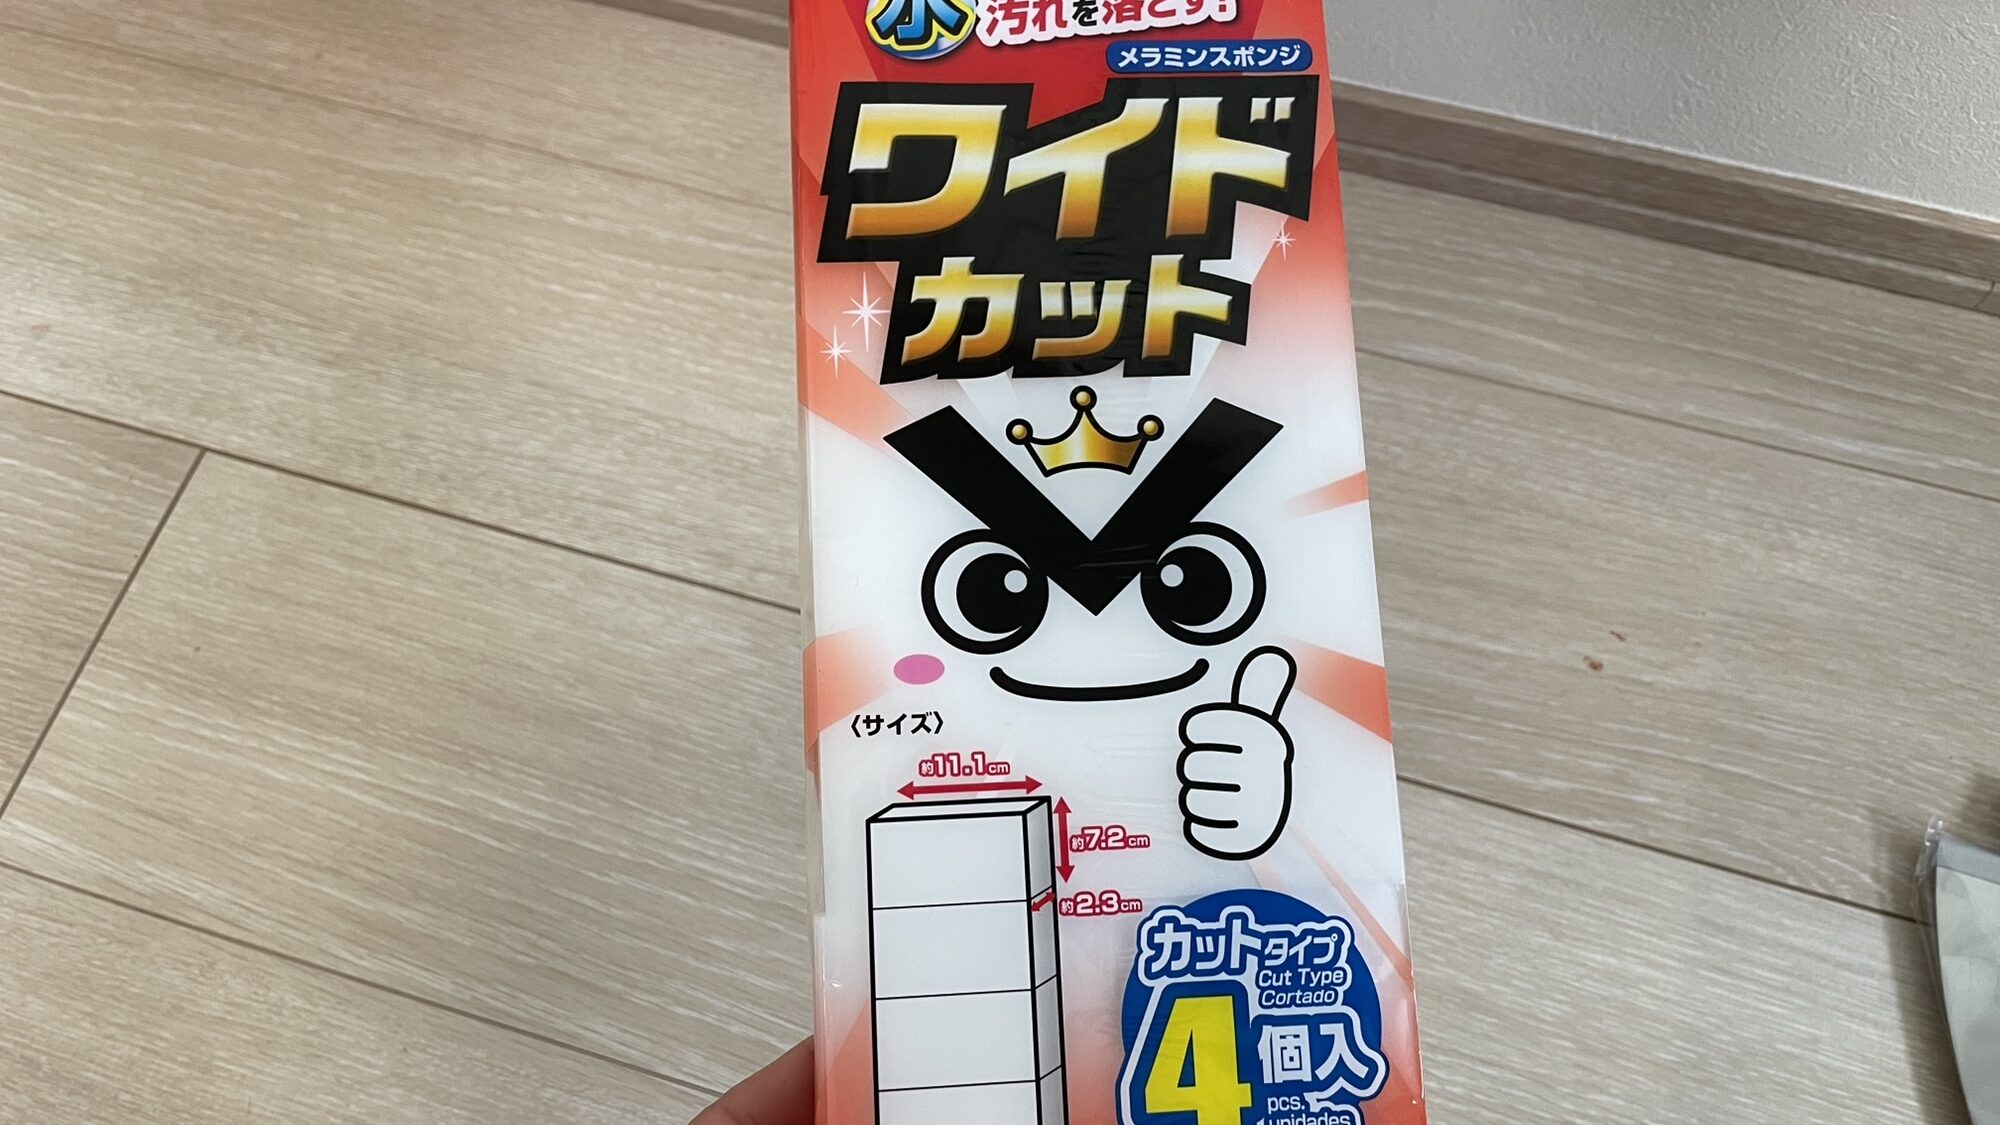 水
汚れを落とす!
メラミンスポンジ
ワイド
カット
〈サイズ〉
約11.1cm
約7.2cm
約2.3cm
カットタイプ
Cut Type
Cortado
4個入
pcs.
unidades